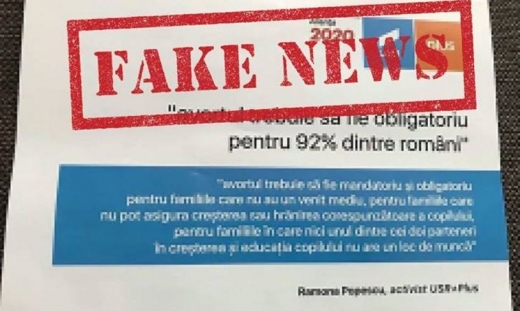 Alianța
2020
plus
FAKE NEWS
"avortul trebuie să fie obligatoriu
pentru 92% dintre români"
"avortul trebuie să fie mandatoriu și obligatoriu
pentru familiile care nu au un venit mediu, pentru familiile care
nu pot asigura creșterea sau hrănirea corespunzătoare a copilului,
pentru familiile în care nici unul dintre cei doi parteneri
în creșterea și educația copilului nu are un loc de muncă"
Ramona Popescu, activist USR+Plus